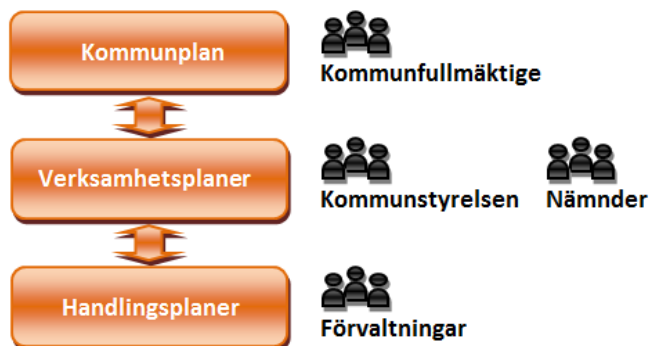 Kommunplan
Kommunfullmäktige
Verksamhetsplaner
Kommunstyrelsen Nämnder
Handlingsplaner
Förvaltningar